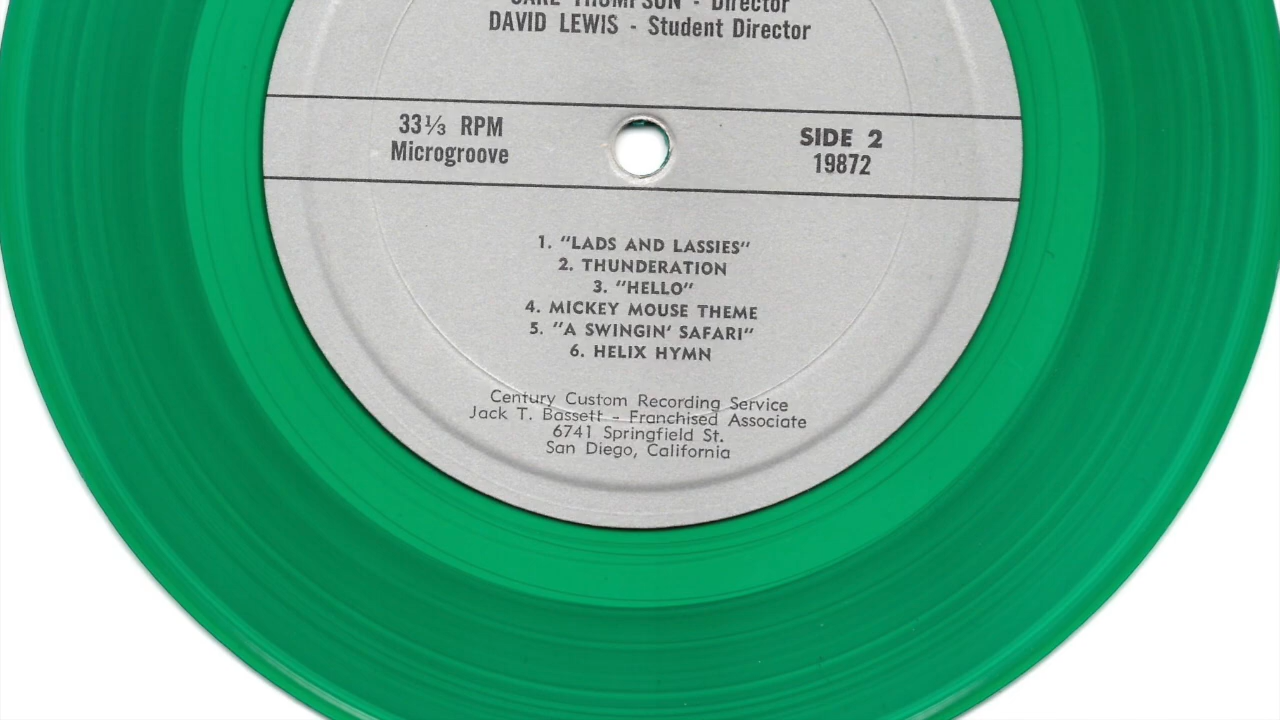 THOMPSON - Director
DAVID LEWIS - Student Director
33⅓ RPM
Microgroove
SIDE 2
19872
1. "LADS AND LASSIES"
2. THUNDERATION
3. "HELLO"
4. MICKEY MOUSE THEME
5. "A SWINGIN' SAFARI"
6. HELIX HYMN
Century Custom Recording Service
Jack T. Bassett - Franchised Associate
6741 Springfield St.
San Diego, California